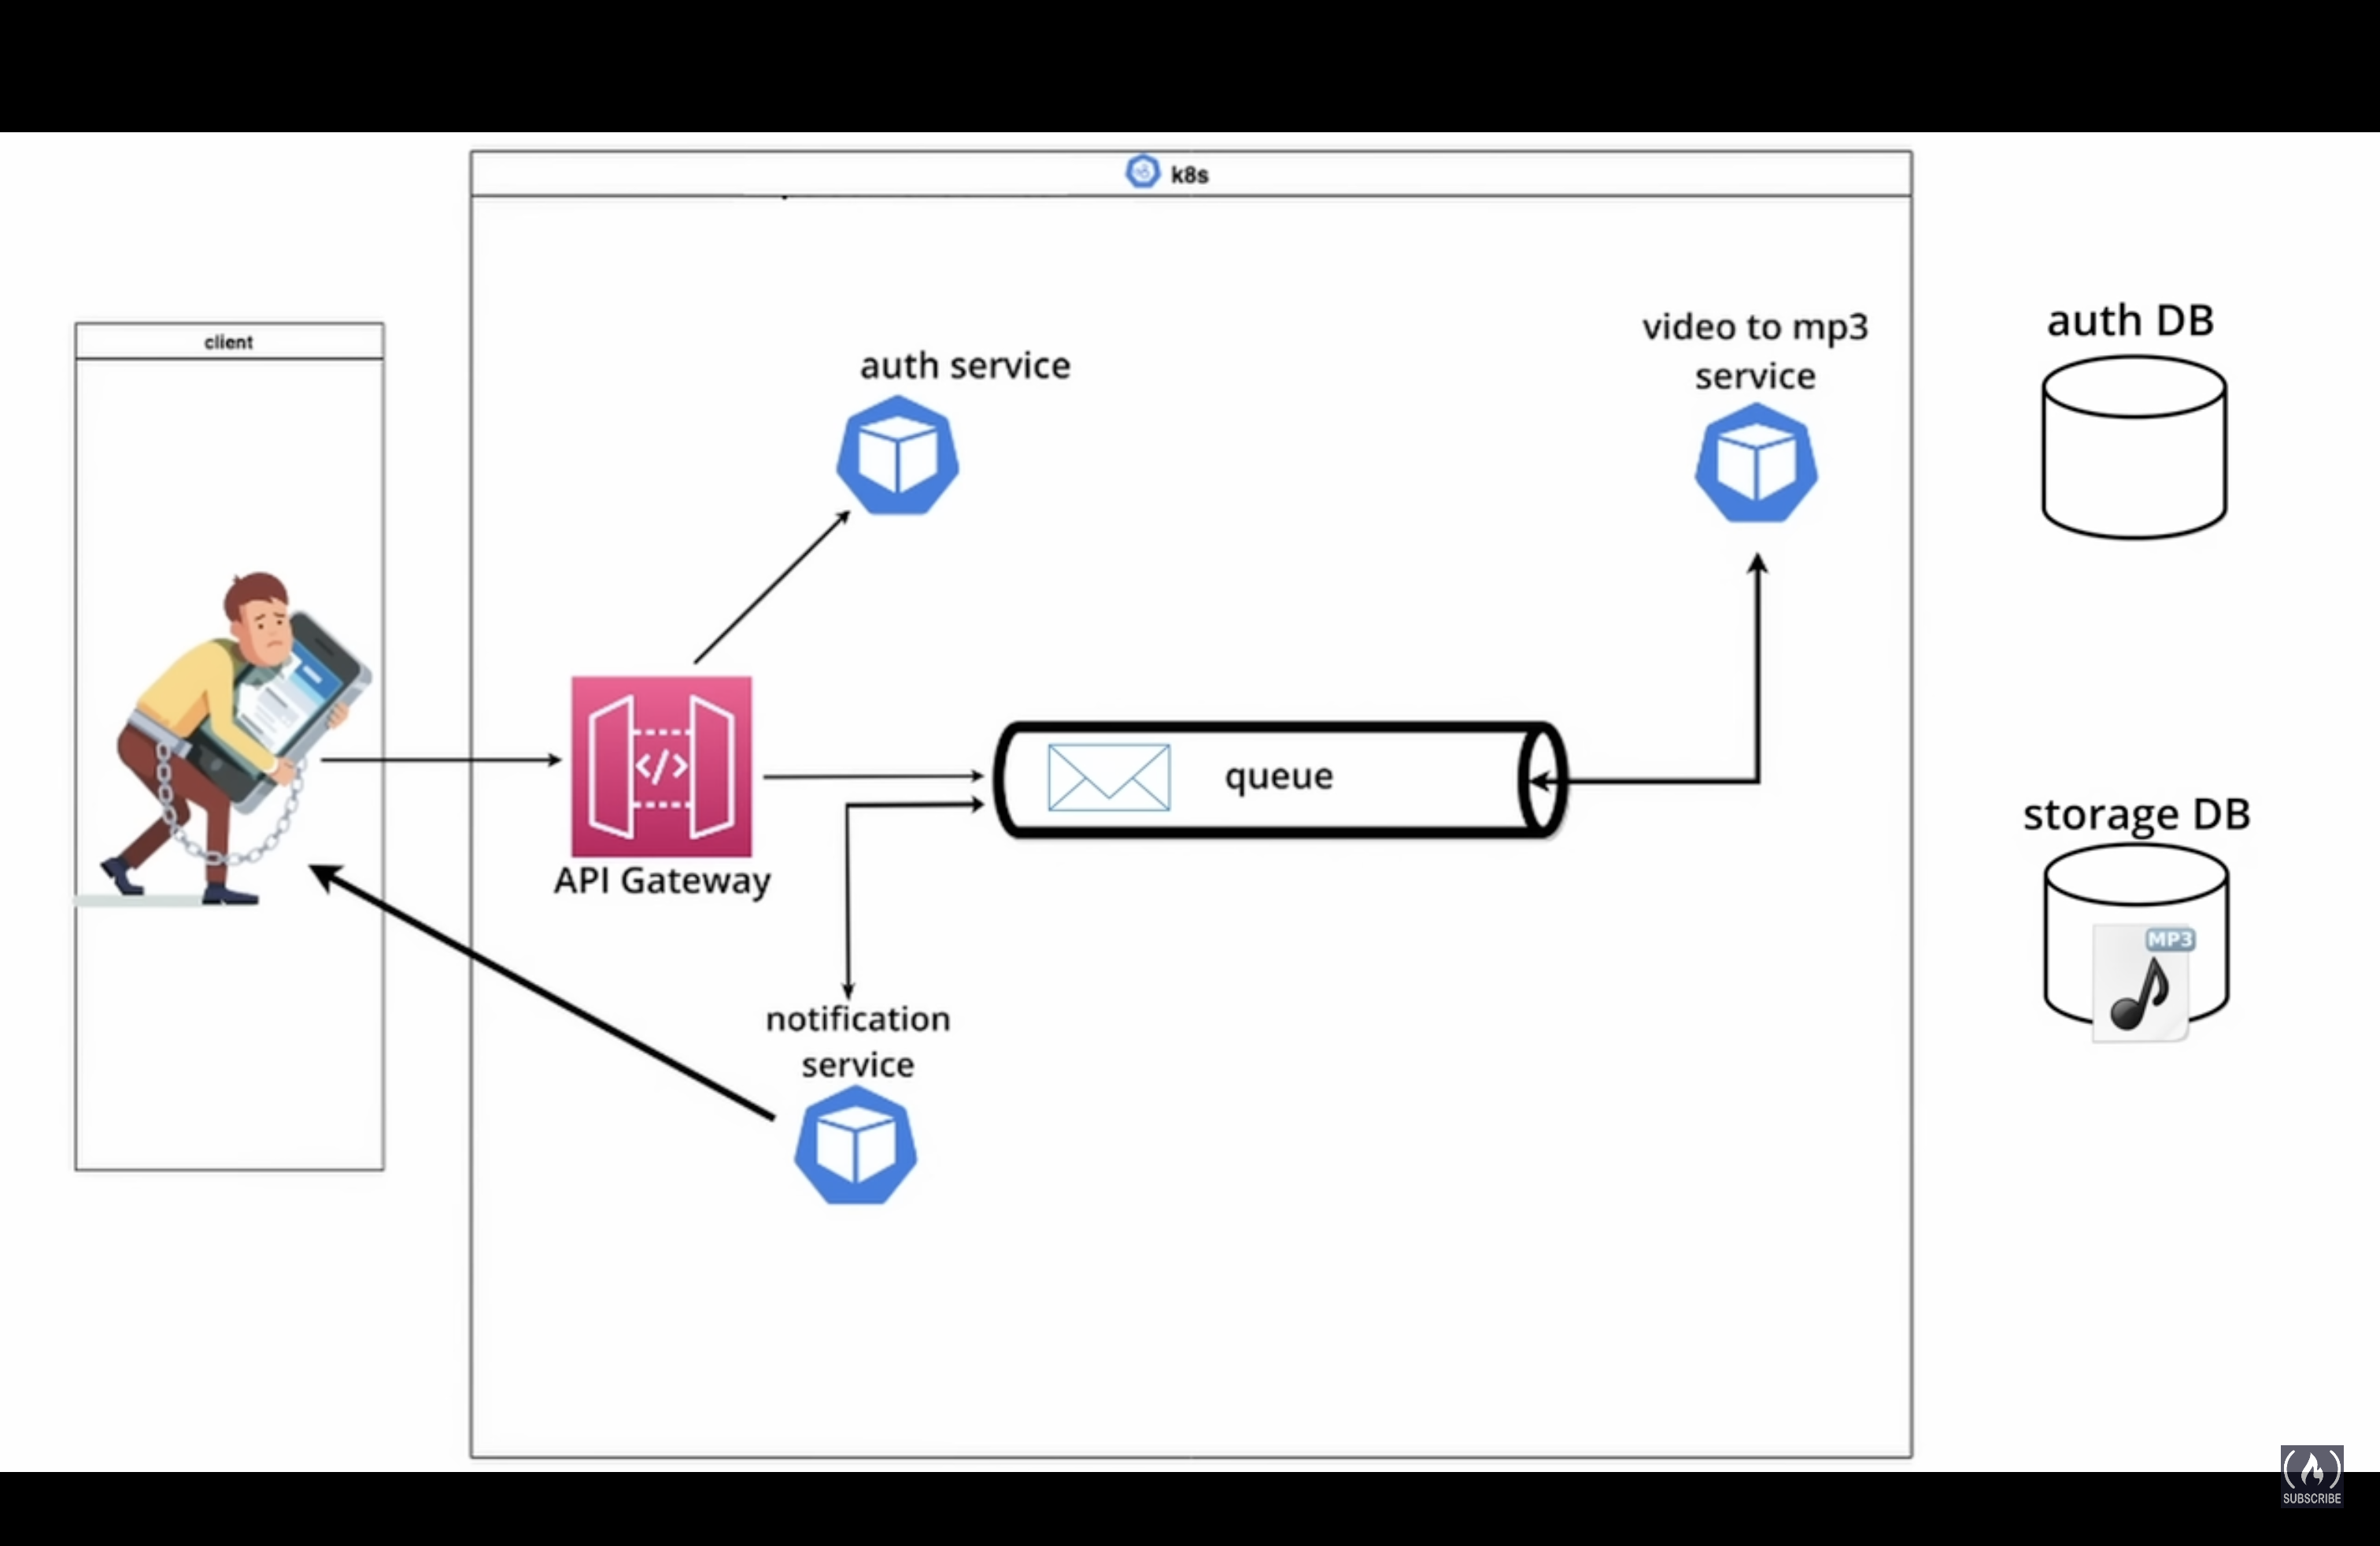 k8s
client
auth service
video to mp3
service
auth DB
</>
API Gateway
queue
storage DB
MP3
notification
service
SUBSCRIBE